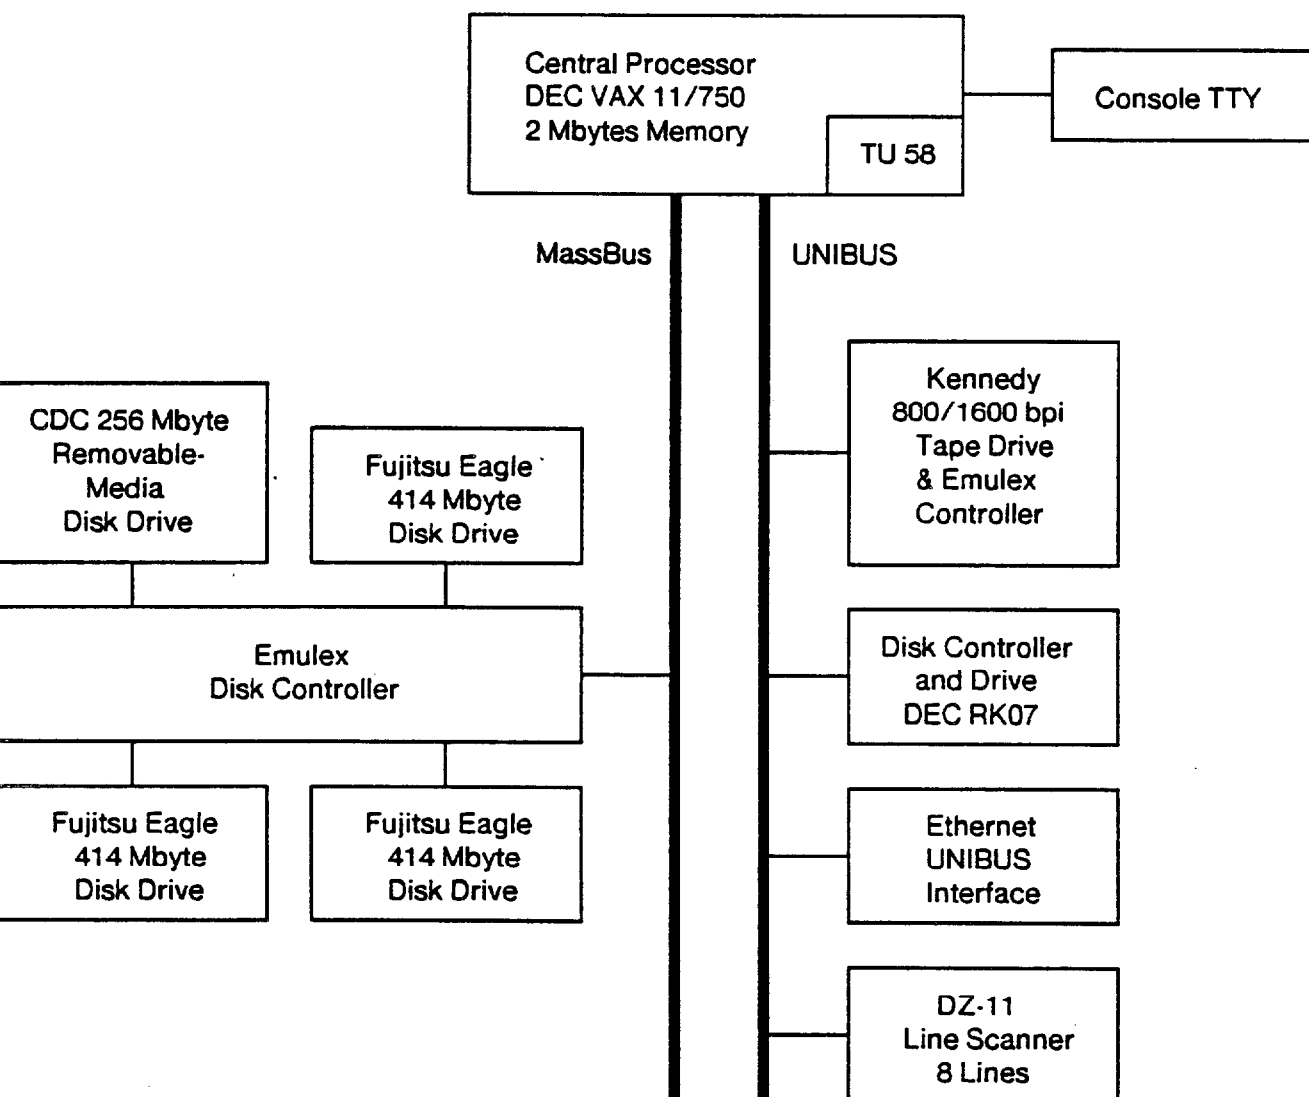 Central Processor
DEC VAX 11/750
2 Mbytes Memory
TU 58
Console TTY
MassBus
UNIBUS
CDC 256 Mbyte
Removable-
Media
Disk Drive
Fujitsu Eagle
414 Mbyte
Disk Drive
Emulex
Disk Controller
Fujitsu Eagle
414 Mbyte
Disk Drive
Fujitsu Eagle
414 Mbyte
Disk Drive
Kennedy
800/1600 bpi
Tape Drive
& Emulex
Controller
Disk Controller
and Drive
DEC RK07
Ethernet
UNIBUS
Interface
DZ-11
Line Scanner
8 Lines